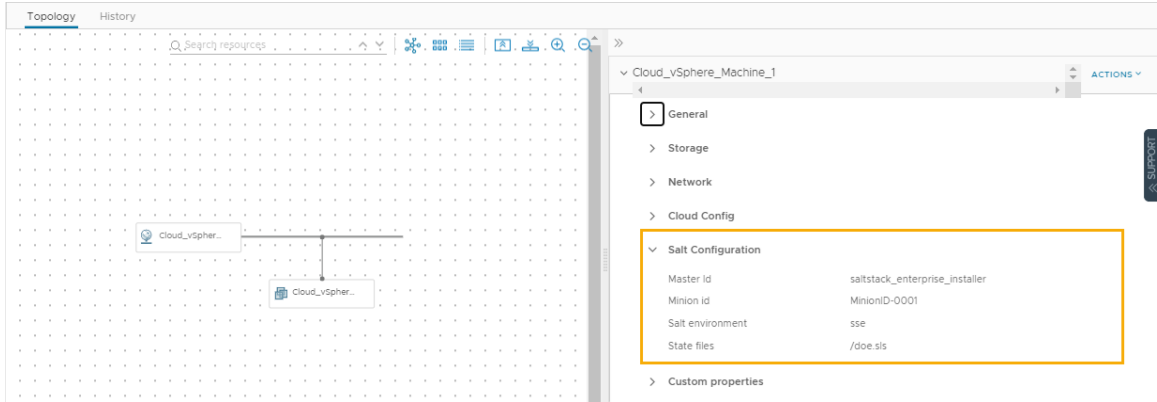 Topology History
Search resources
Cloud_vSphere_Machine_1
ACTIONS
General
Storage
Network
Cloud Config
Cloud_vSpher...
Cloud_vSpher...
Salt Configuration
Master Id saltstack_enterprise_installer
Minion id MinionID-0001
Salt environment sse
State files /doe.sls
Custom properties
SUPPORT